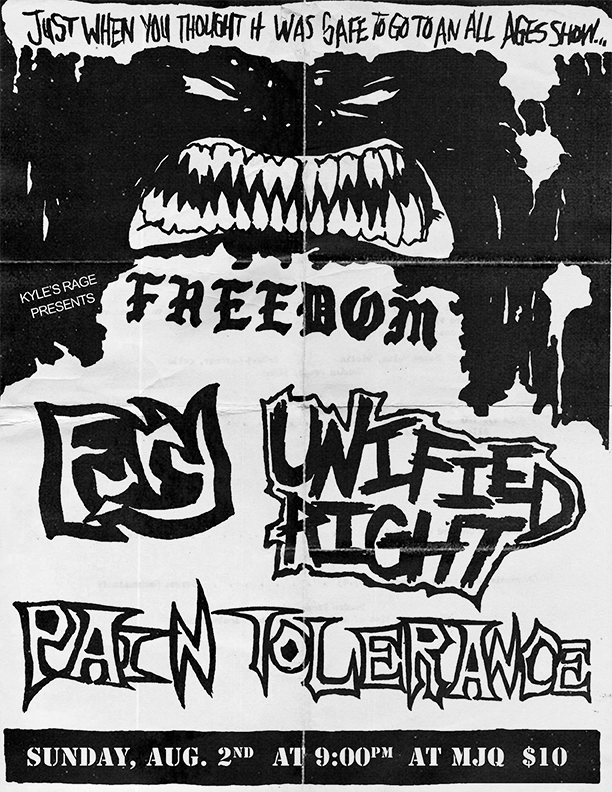 JUST WHEN YOU THOUGHT IT WAS SAFE TO GO TO AN ALL AGES SHOW...
KYLE'S RAGE
PRESENTS
FREEDOM
UNIFIED
RIGHT
PAIN TOLERANCE
SUNDAY, AUG. 2ND AT 9:00PM AT MJQ $10